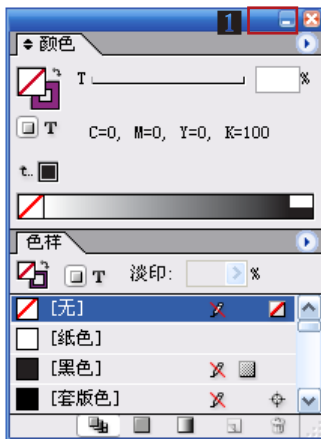 1
颜色
T %
T C=0, M=0, Y=0, K=100
t..
色样
T 淡印: %
[无]
[纸色]
[黑色]
[套版色]